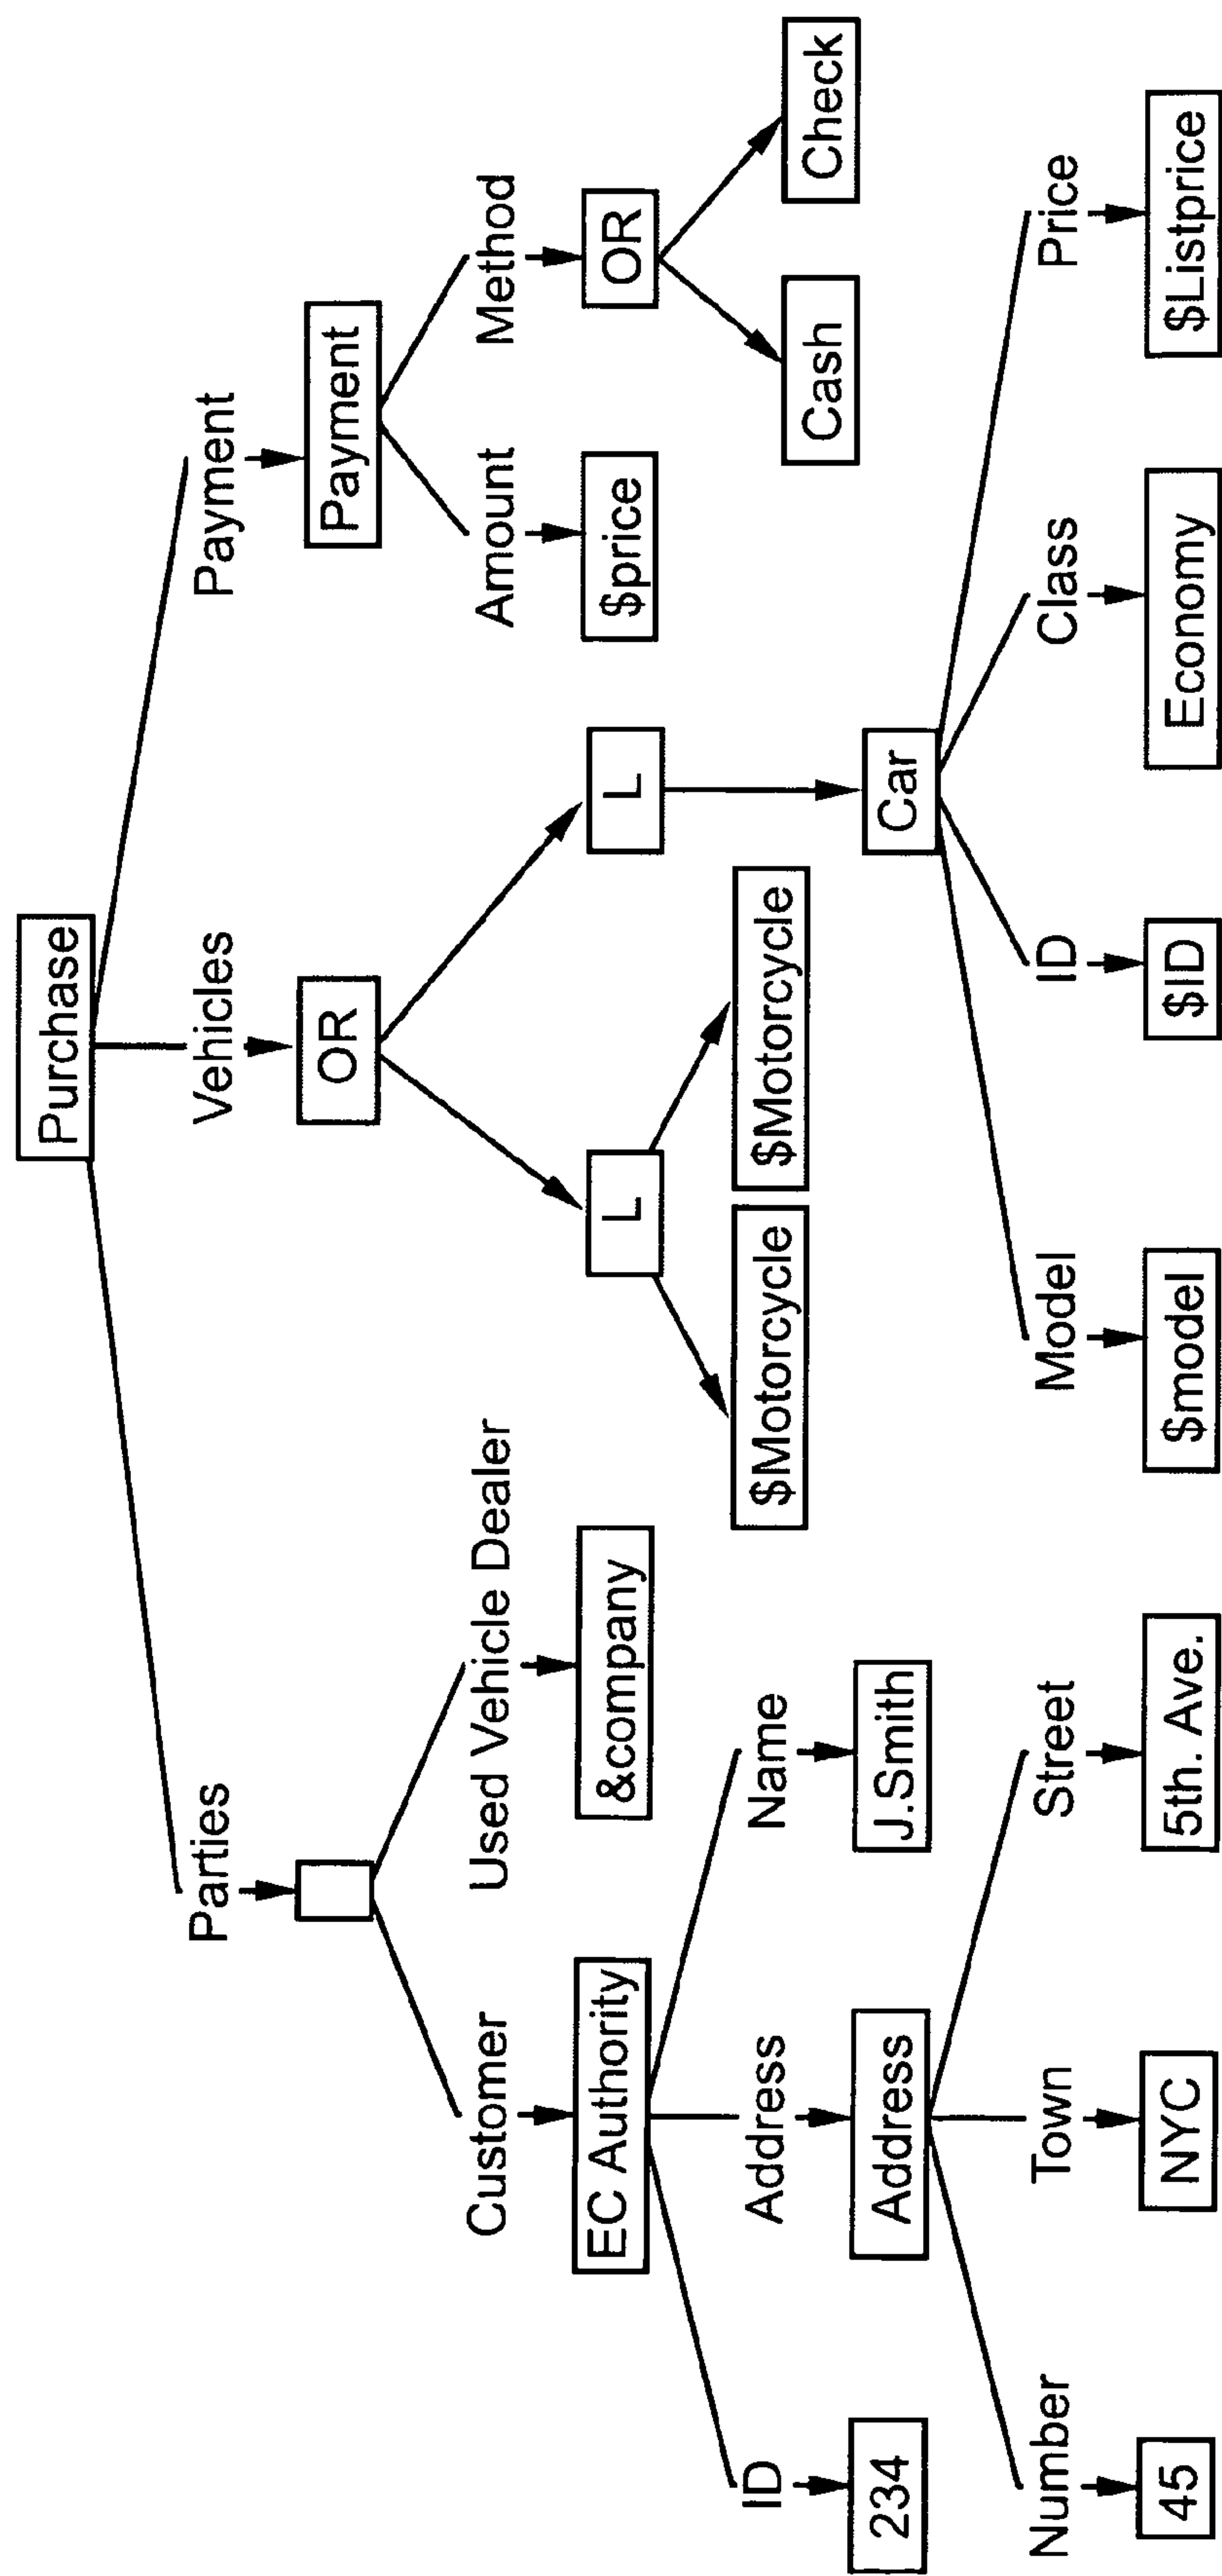 Purchase
Parties
Vehicles
Payment
OR
Payment
Customer
Used Vehicle Dealer
Amount
Method
EC Authority
&company
L
L
$price
OR
ID
Address
Name
$Motorcycle
$Motorcycle
Cash
Check
234
Address
J.Smith
Car
Number
Town
Street
Model
ID
Class
Price
45
NYC
5th. Ave.
$model
$ID
Economy
$Listprice